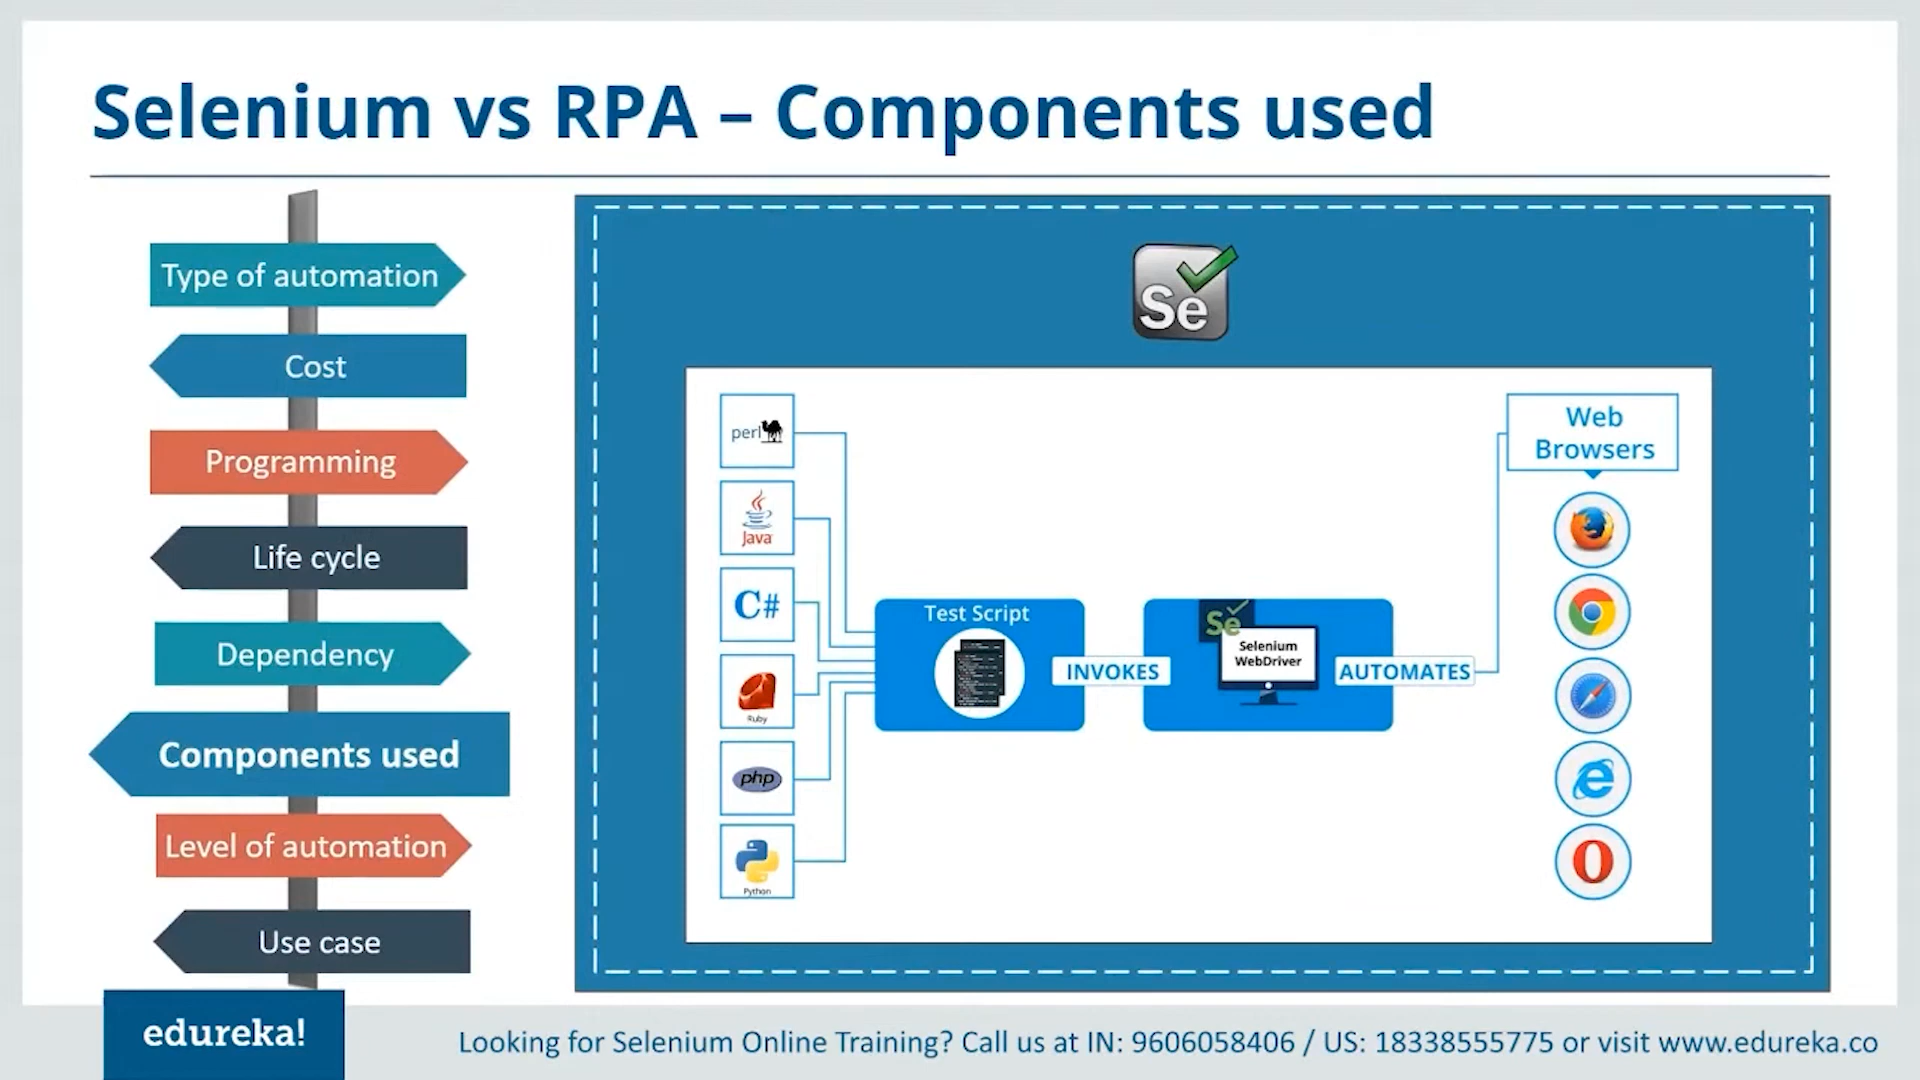 Selenium vs RPA – Components used
Type of automation
Cost
Programming
Life cycle
Dependency
Components used
Level of automation
Use case
Se
perl
Java
C#
Ruby
php
Python
Test Script
INVOKES
Se
Selenium
WebDriver
AUTOMATES
Web
Browsers
edureka!
Looking for Selenium Online Training? Call us at IN: 9606058406 / US: 18338555775 or visit www.edureka.co